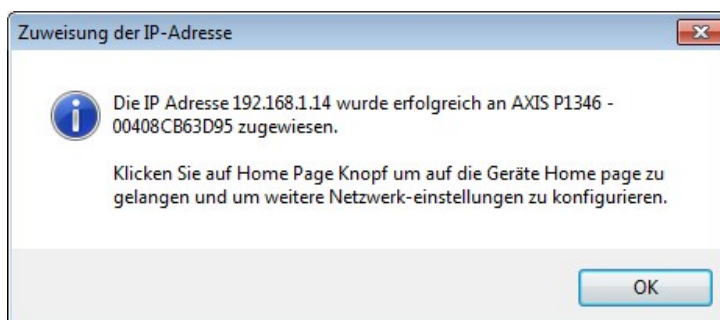 Zuweisung der IP-Adresse
Die IP Adresse 192.168.1.14 wurde erfolgreich an AXIS P1346 -
00408CB63D95 zugewiesen.
Klicken Sie auf Home Page Knopf um auf die Geräte Home page zu
gelangen und um weitere Netzwerk-einstellungen zu konfigurieren.
OK